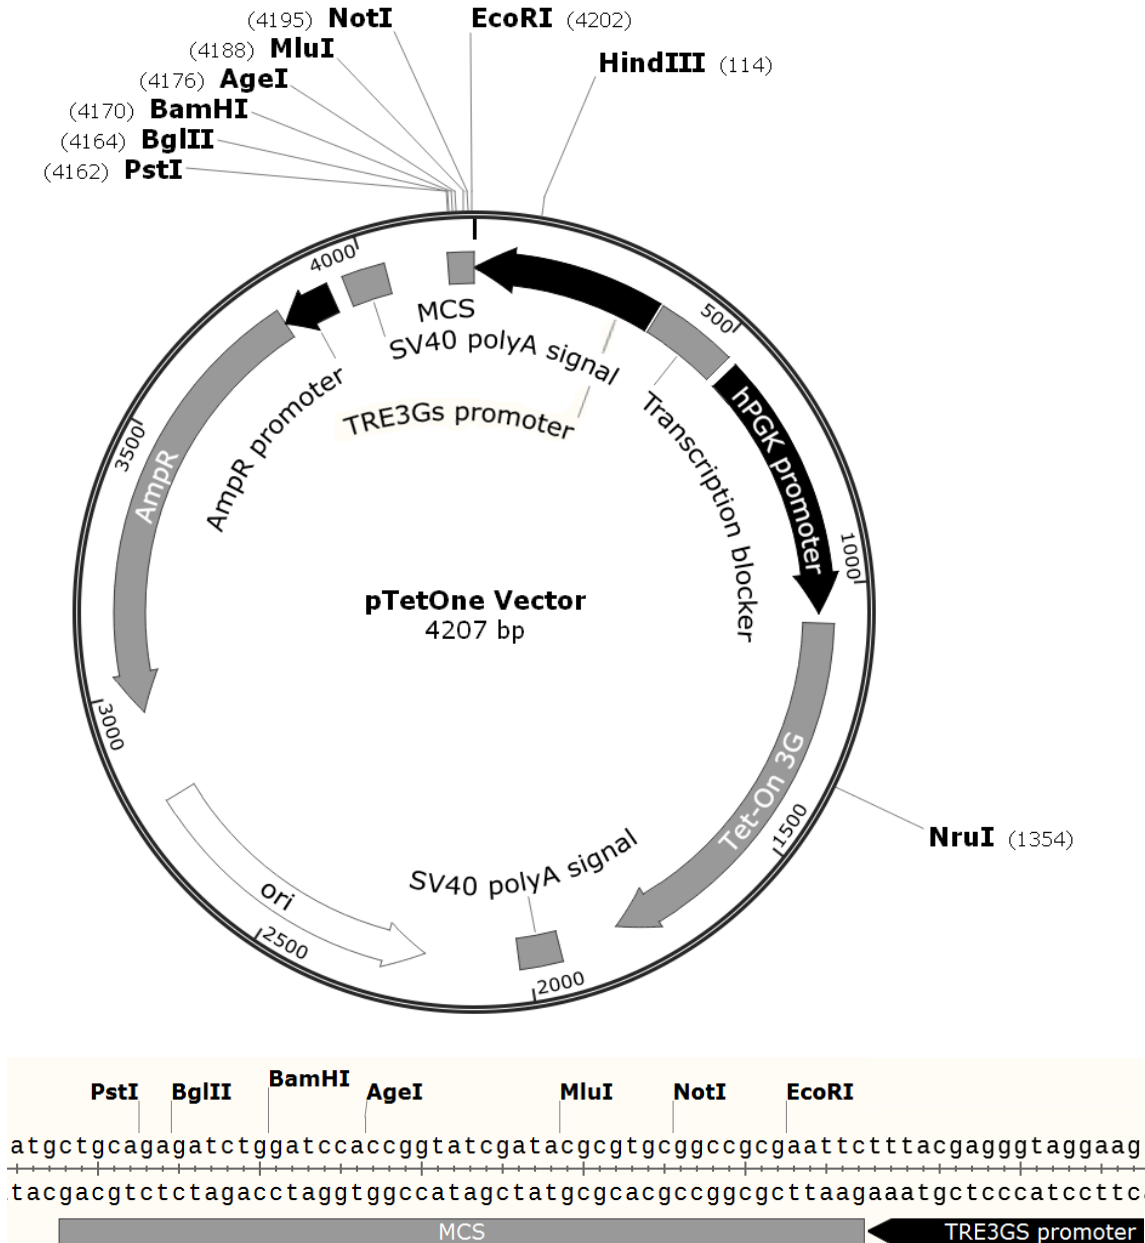 (4195) NotI
EcoRI (4202)
(4188) MluI
HindIII (114)
(4176) AgeI
(4170) BamHI
(4164) BglII
(4162) PstI
4000
MCS
500
SV40 polyA signal
AmpR promoter
TRE3Gs promoter
Transcription blocker
hPGK promoter
3500
AmpR
1000
pTetOne Vector
4207 bp
3000
Tet-On 3G
1500
NruI (1354)
SV40 polyA signal
ori
2500
2000
PstI BglII BamHI AgeI MluI NotI EcoRI
atgctgcagagatctggatccaccggtatcgatacgcgtgcggccgcgaattctttacgagggtaggaag
tacgacgtctctagacctaggtggccatagctatgcgcacgccggcgcttaagaaatgctcccatccttc
MCS TRE3GS promoter